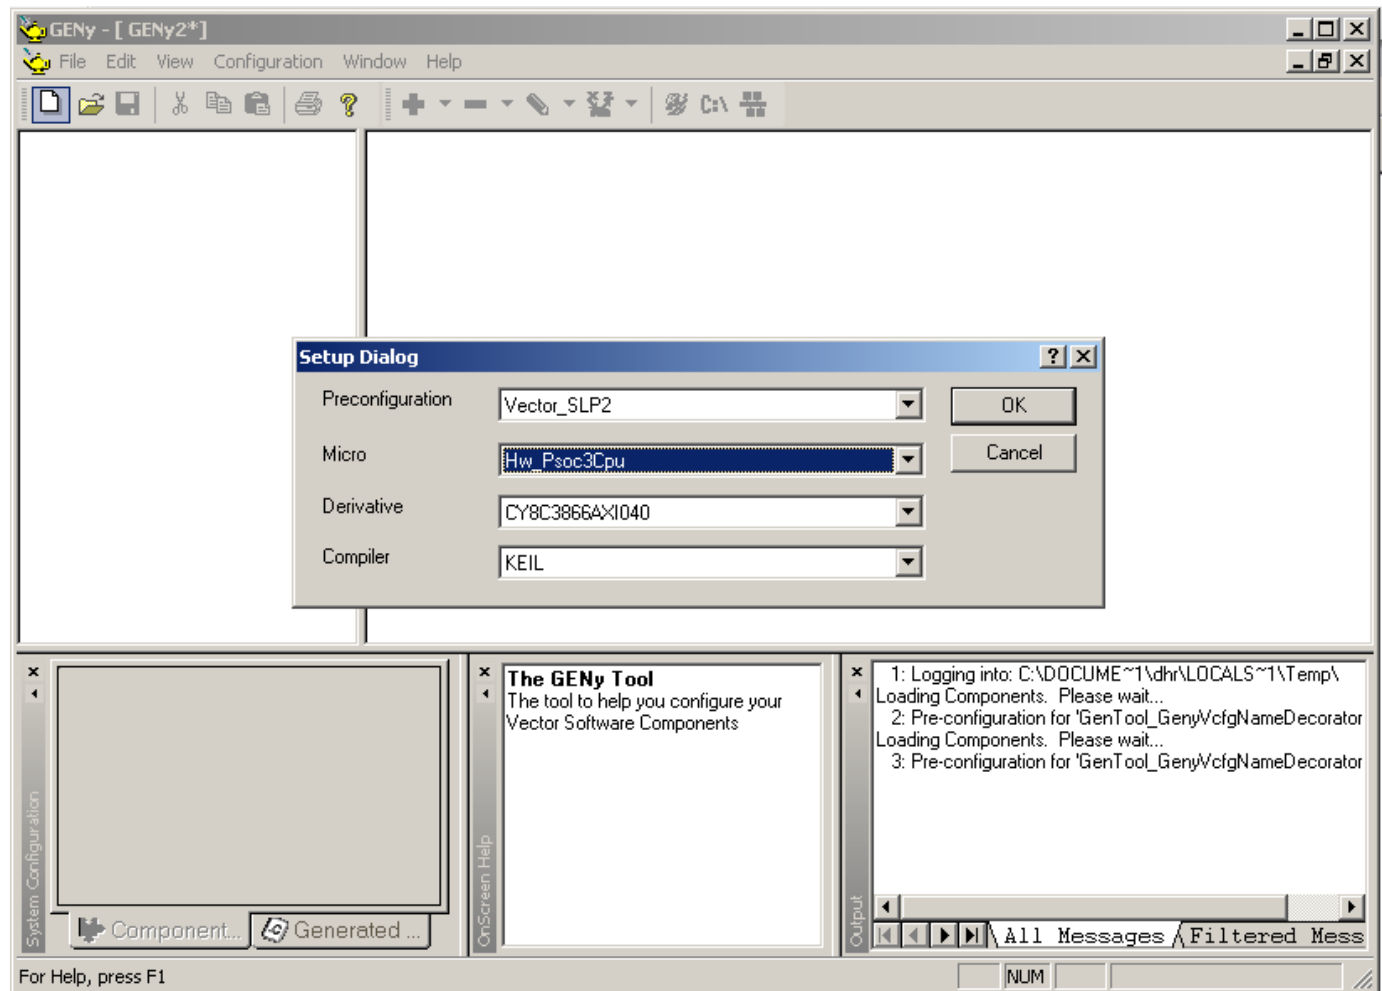 GENy - [ GENy2*]
File Edit View Configuration Window Help
C:\
Setup Dialog
Preconfiguration Vector_SLP2 OK
Micro Hw_Psoc3Cpu Cancel
Derivative CY8C3866AXI040
Compiler KEIL
System Configuration
Component... Generated ...
OnScreen Help
The GENy Tool
The tool to help you configure your
Vector Software Components
Output
1: Logging into: C:\DOCUME~1\dhr\LOCALS~1\Temp\
Loading Components. Please wait...
2: Pre-configuration for 'GenTool_GenyVcfgNameDecorator
Loading Components. Please wait...
3: Pre-configuration for 'GenTool_GenyVcfgNameDecorator
All Messages Filtered Mess
For Help, press F1 NUM